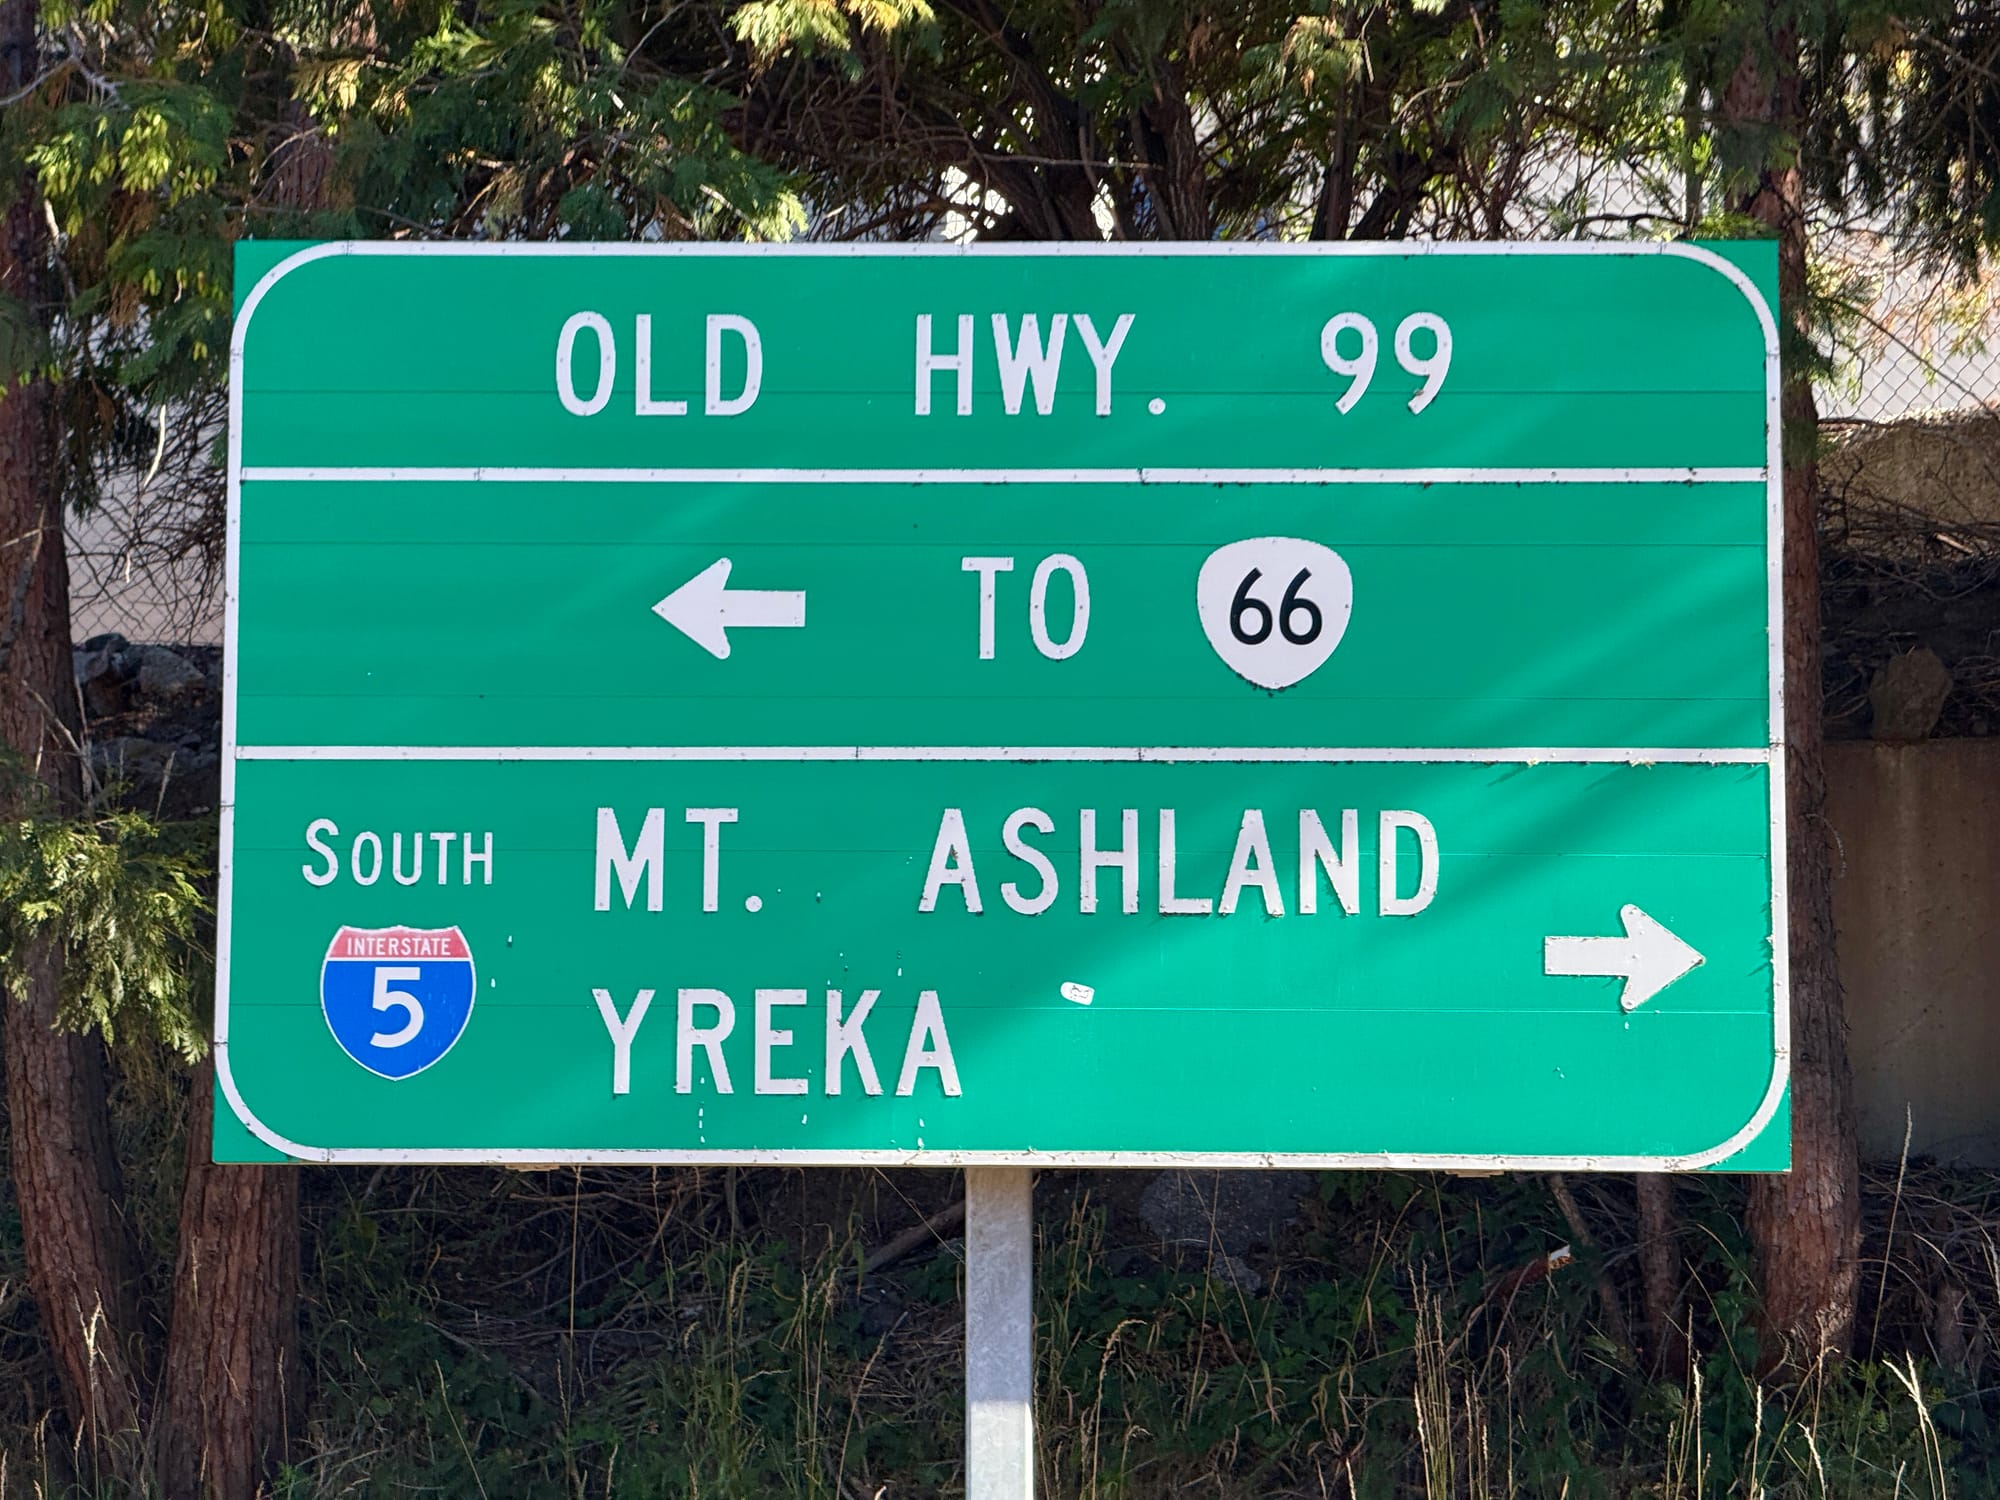 OLD HWY. 99
TO 66
SOUTH MT. ASHLAND
INTERSTATE
5 YREKA